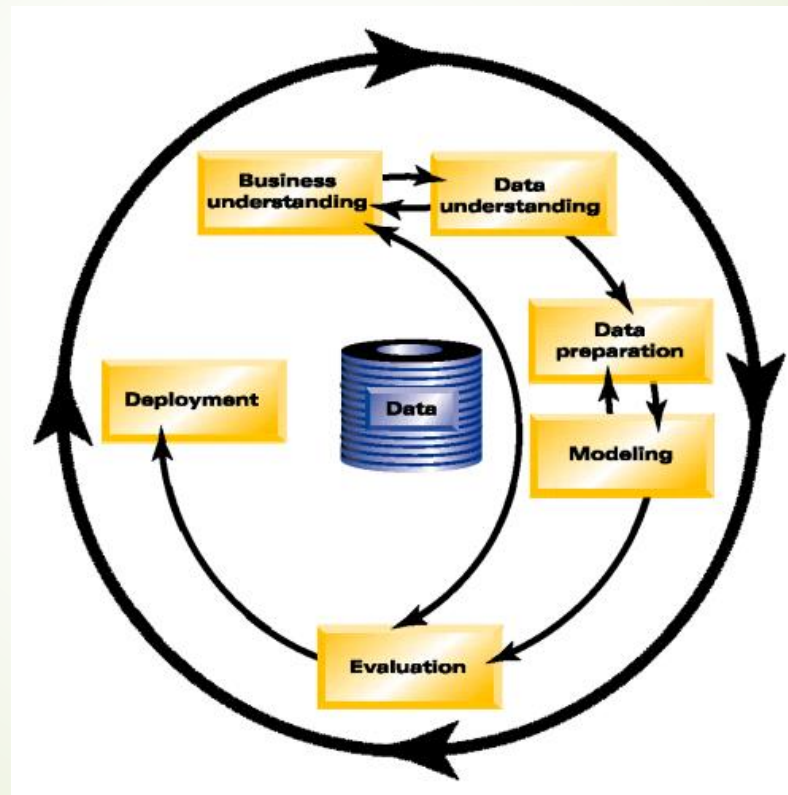 Business
understanding
Data
understanding
Data
preparation
Deployment
Data
Modeling
Evaluation